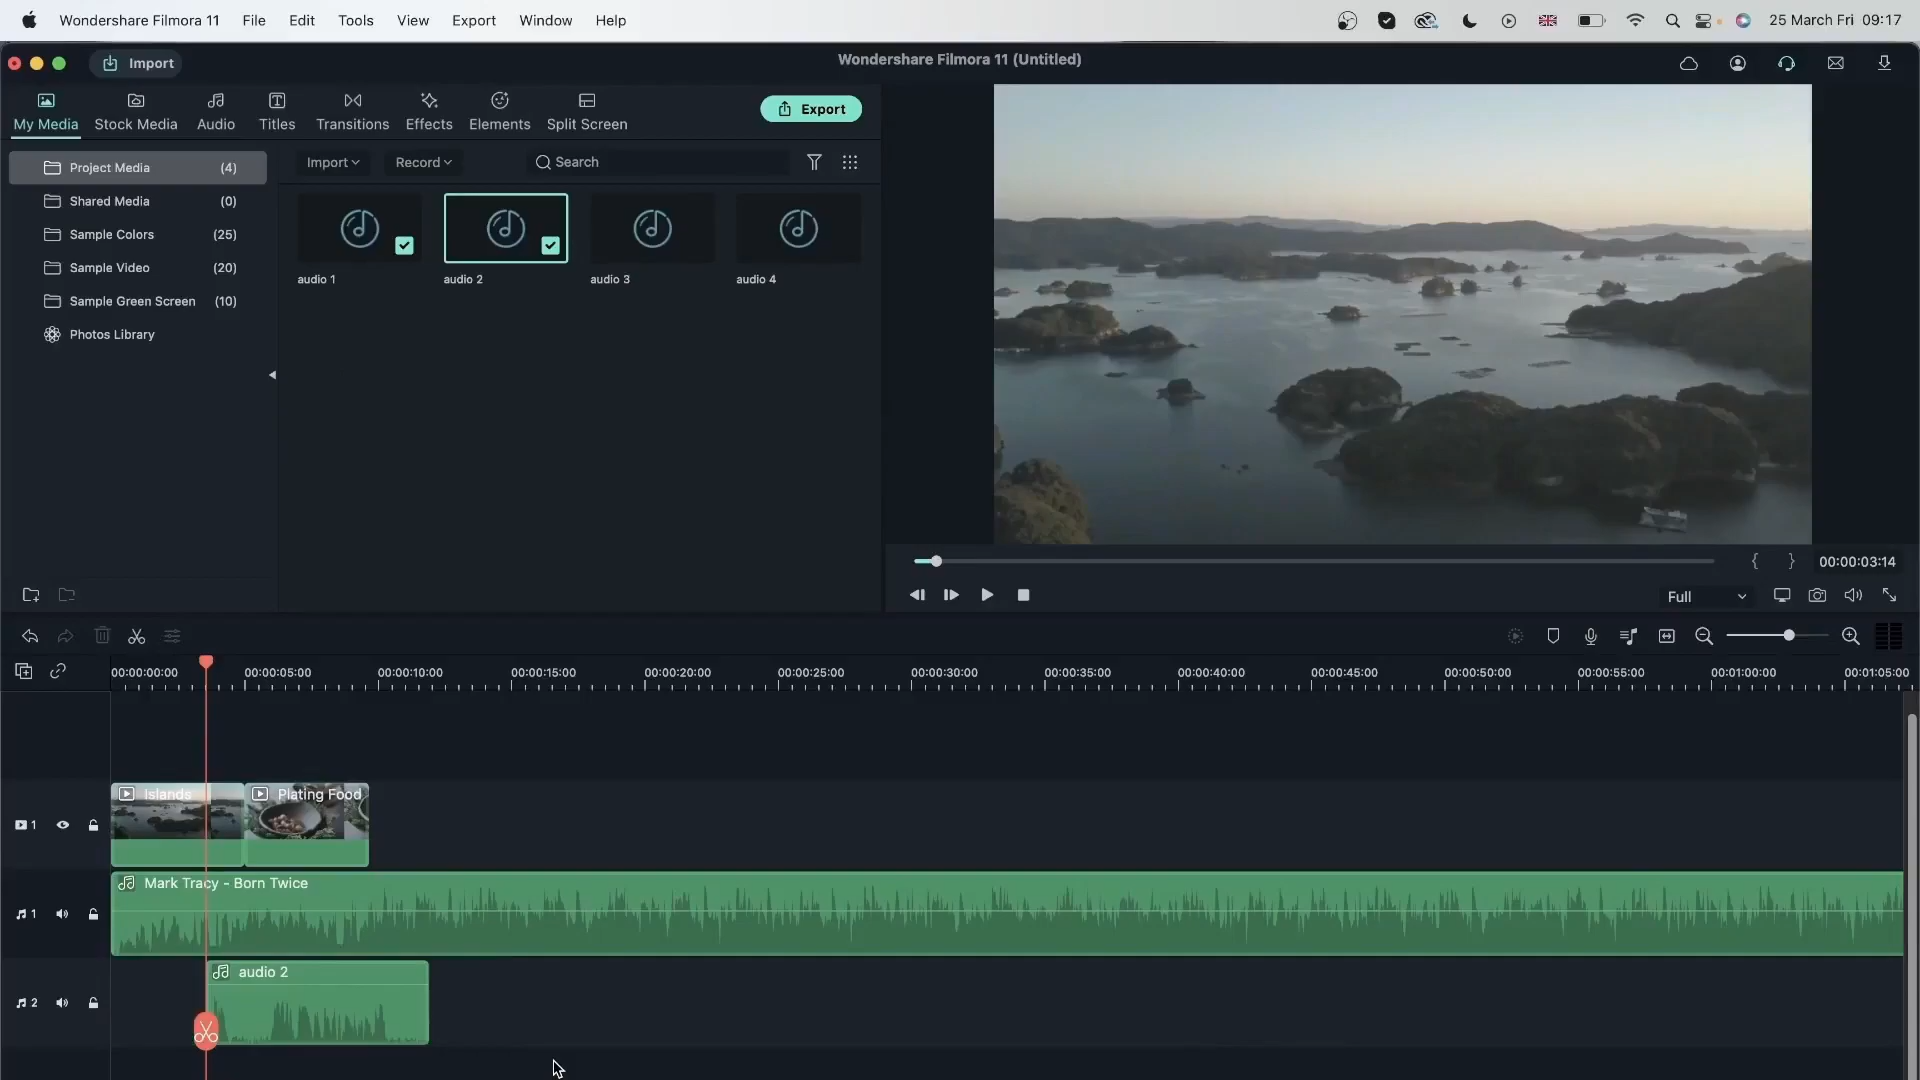 Wondershare Filmora 11 File Edit Tools View Export Window Help 25 March Fri 09:17
Import Wondershare Filmora 11 (Untitled)
My Media Stock Media Audio Titles Transitions Effects Elements Split Screen Export
Project Media (4) Import Record Search
Shared Media (0)
Sample Colors (25)
Sample Video (20)
Sample Green Screen (10)
Photos Library
audio 1 audio 2 audio 3 audio 4
{ } 00:00:03:14
Full
00:00:00:00 00:00:05:00 00:00:10:00 00:00:15:00 00:00:20:00 00:00:25:00 00:00:30:00 00:00:35:00 00:00:40:00 00:00:45:00 00:00:50:00 00:00:55:00 00:01:00:00 00:01:05:00
Islands Plating Food
1
Mark Tracy - Born Twice
1
audio 2
2